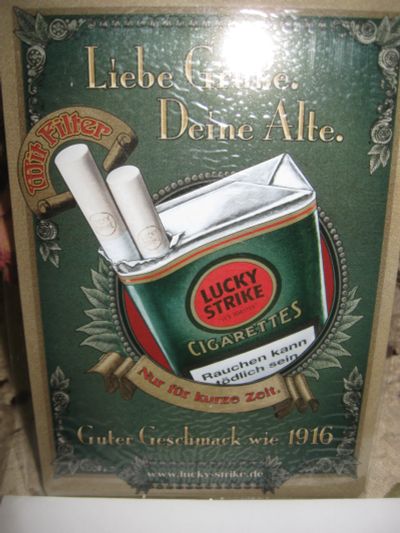 Liebe Grüße.
Deine Alte.
Mit Filter
LUCKY
STRIKE
CIGARETTES
Rauchen kann
tödlich sein
Nur für kurze Zeit.
Guter Geschmack wie 1916
www.lucky-strike.de